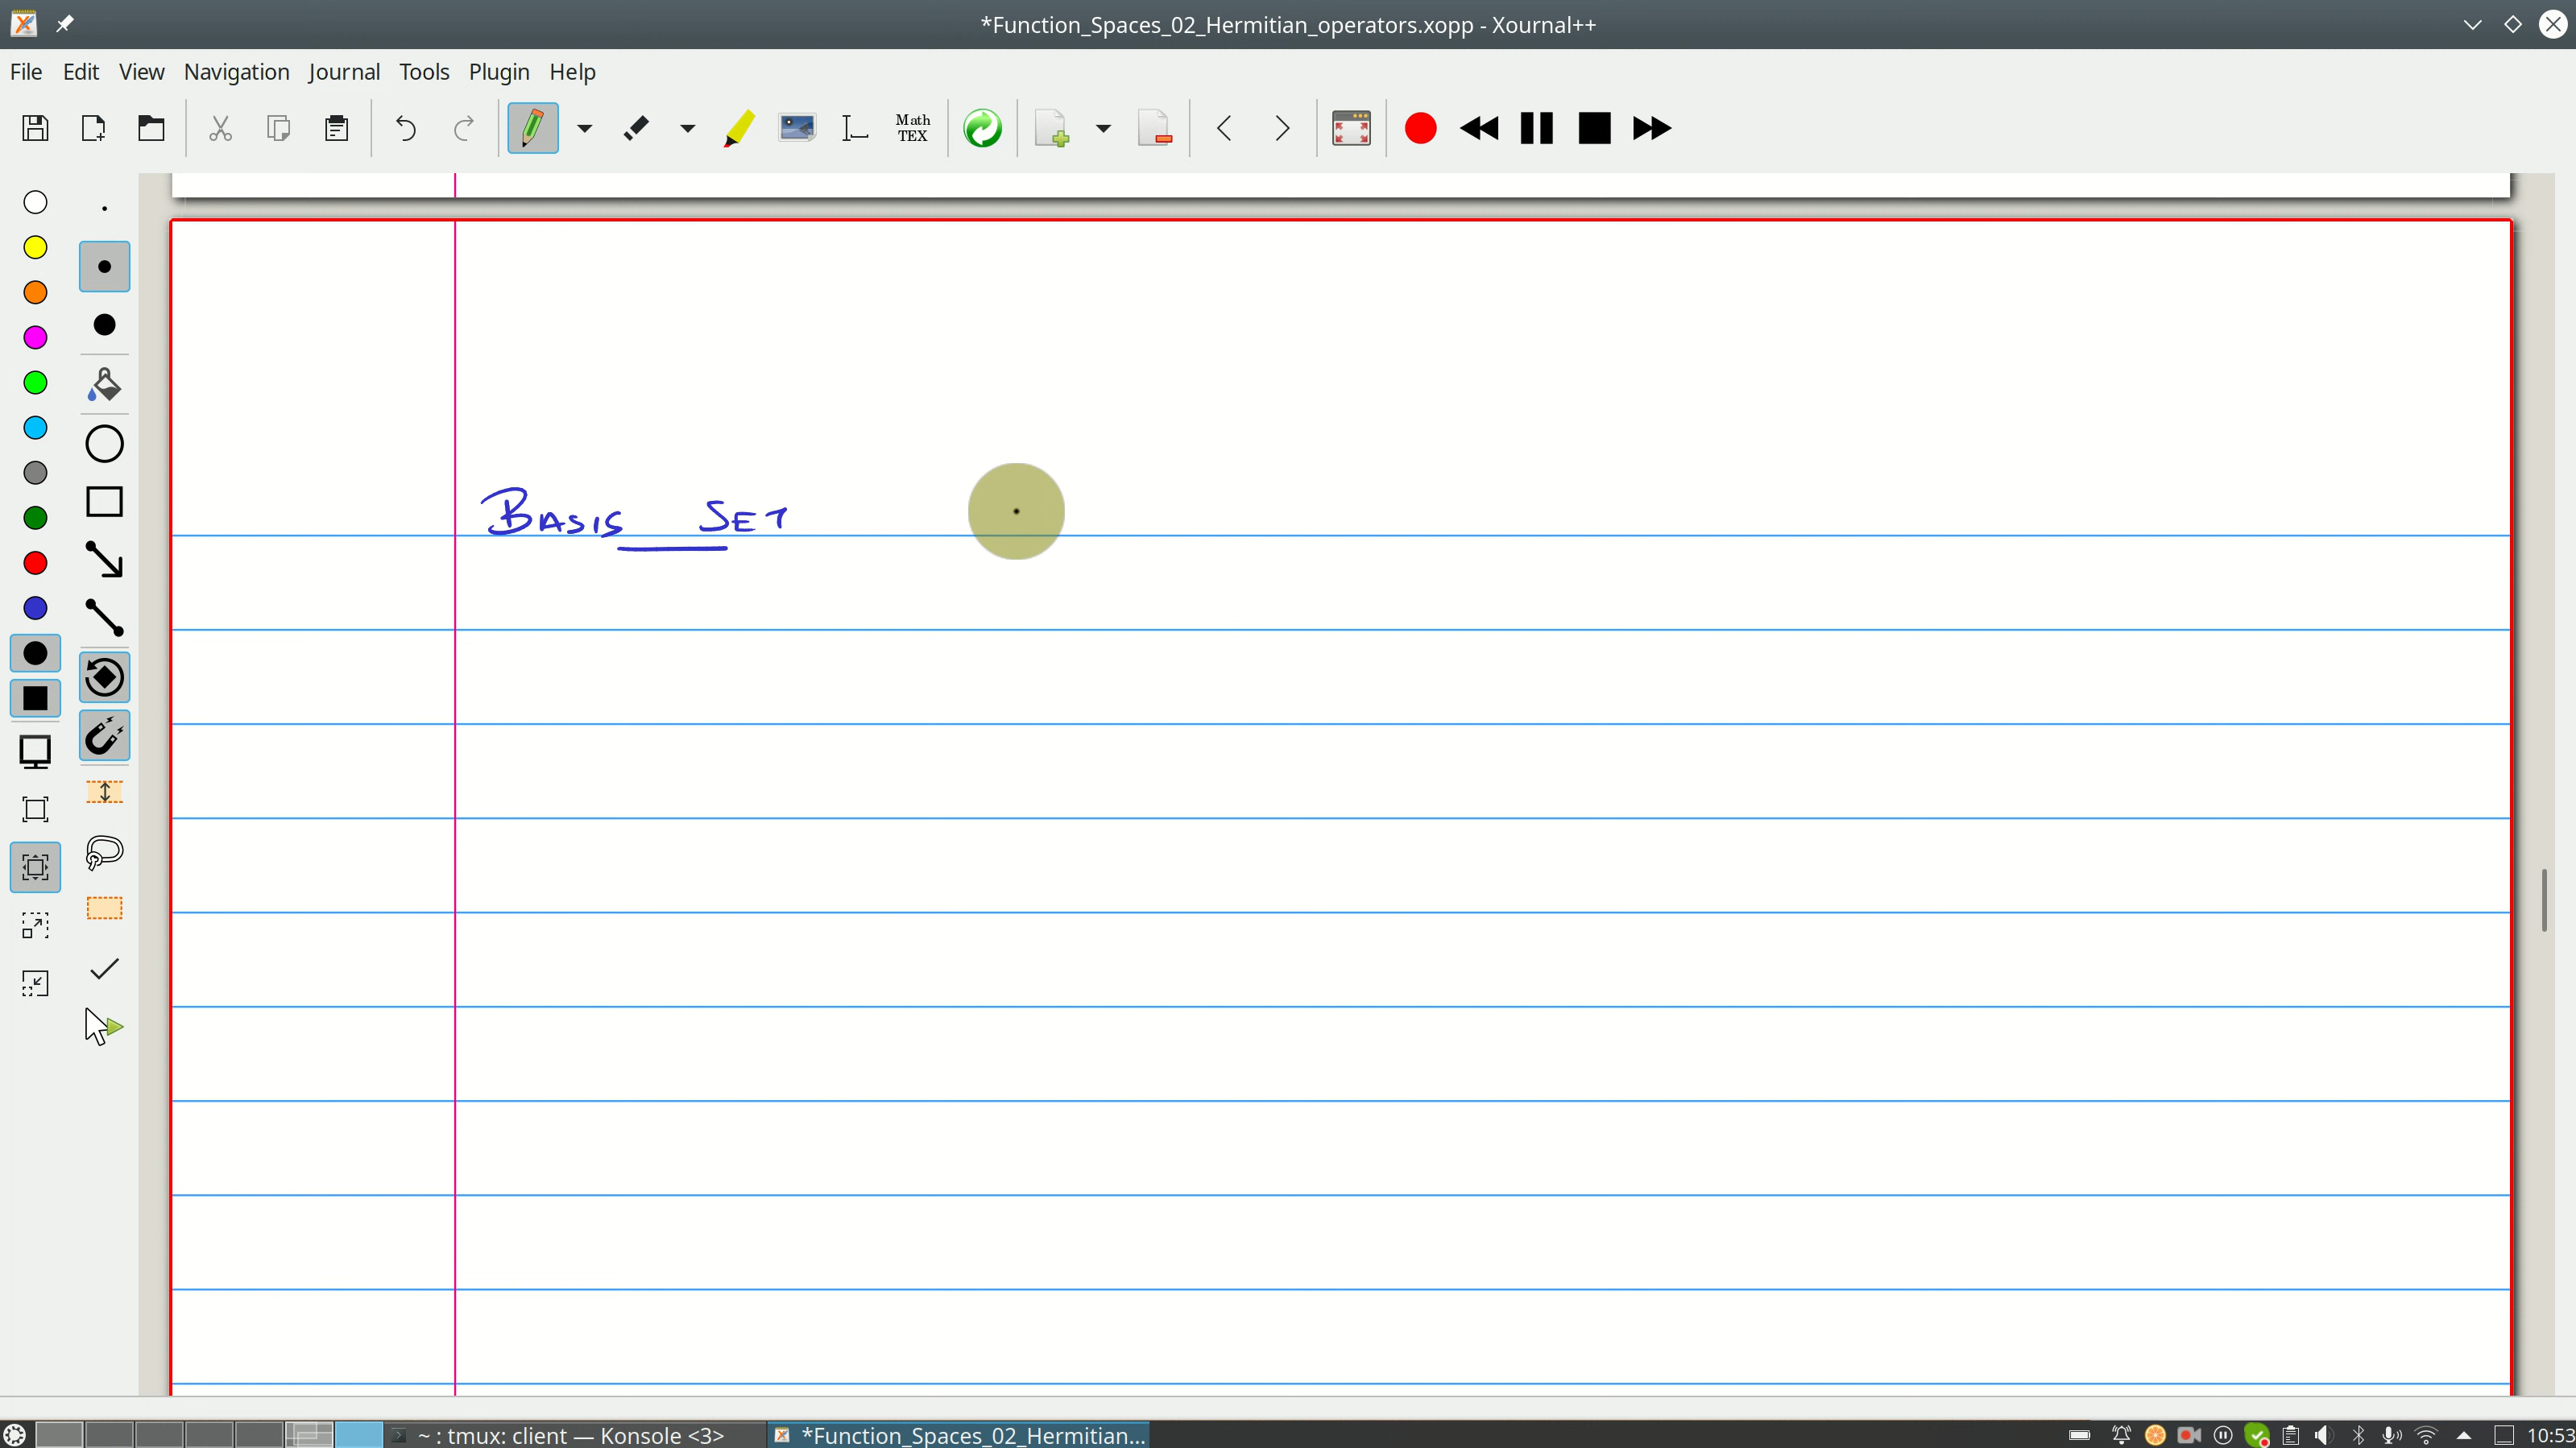 *Function_Spaces_02_Hermitian_operators.xopp - Xournal++
File Edit View Navigation Journal Tools Plugin Help
Math
TEX
BASIS SET
~ : tmux: client — Konsole <3>
*Function_Spaces_02_Hermitian...
10:53